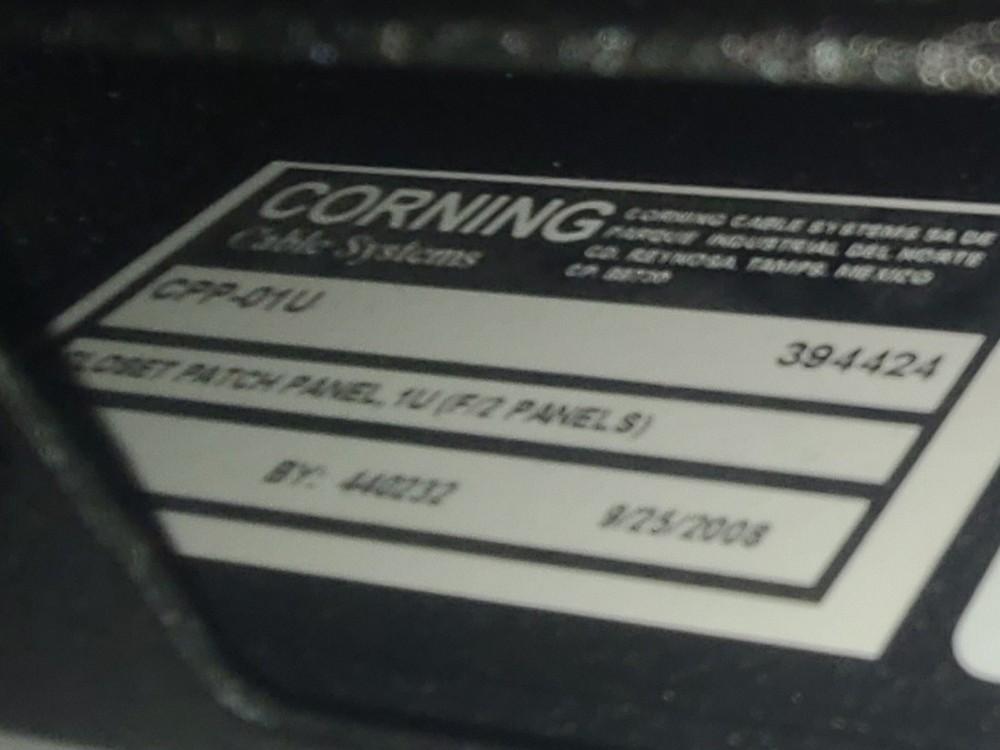 CORNING
Cable Systems
CORNING CABLE SYSTEMS SA DE
PARQUE INDUSTRIAL DEL NORTE
CD. REYNOSA, TAMPS. MEXICO
CPP-01U
394424
CLOSET PATCH PANEL, 1U (F/2 PANELS)
BY: 440232
9/25/2008